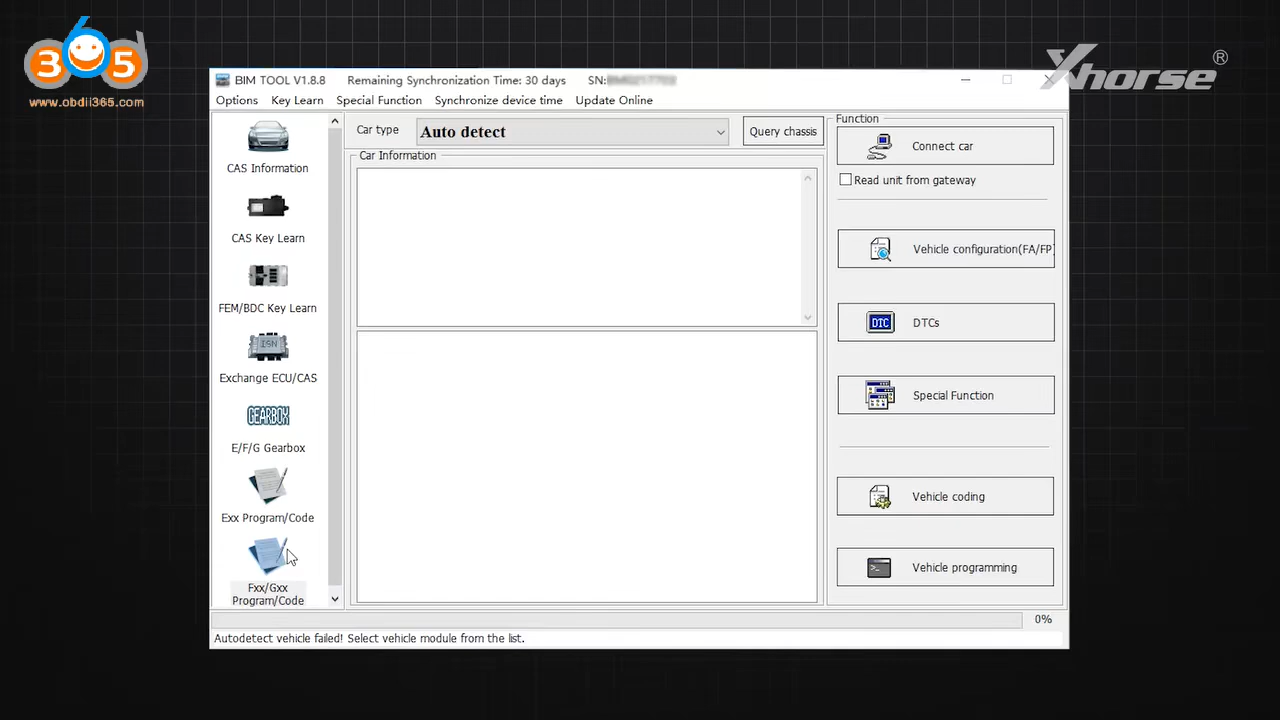 365
www.obdii365.com
Xhorse®
BIM TOOL V1.8.8 Remaining Synchronization Time: 30 days SN:
Options Key Learn Special Function Synchronize device time Update Online
CAS Information
CAS Key Learn
FEM/BDC Key Learn
ISN
Exchange ECU/CAS
GEARBOX
E/F/G Gearbox
Exx Program/Code
Fxx/Gxx
Program/Code
Car type Auto detect Query chassis
Car Information
Function
Connect car
Read unit from gateway
Vehicle configuration(FA/FP)
DTC DTCs
Special Function
Vehicle coding
Vehicle programming
0%
Autodetect vehicle failed! Select vehicle module from the list.